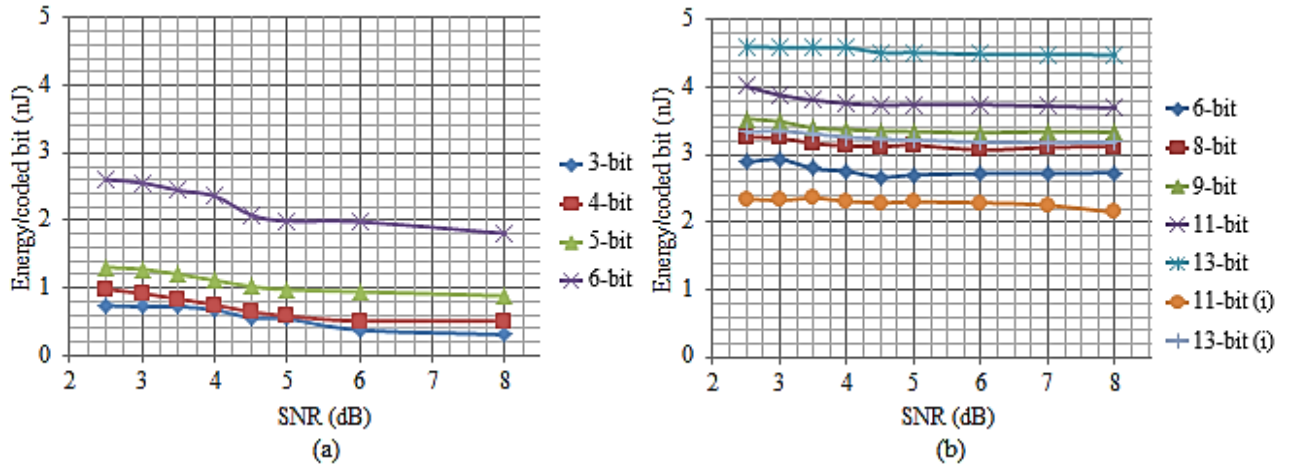 5
4
3
2
1
0
Energy/coded bit (nJ)
2 3 4 5 6 7 8
SNR (dB)
(a)
3-bit
4-bit
5-bit
6-bit
5
4
3
2
1
0
Energy/coded bit (nJ)
2 3 4 5 6 7 8
SNR (dB)
(b)
6-bit
8-bit
9-bit
11-bit
13-bit
11-bit (i)
13-bit (i)